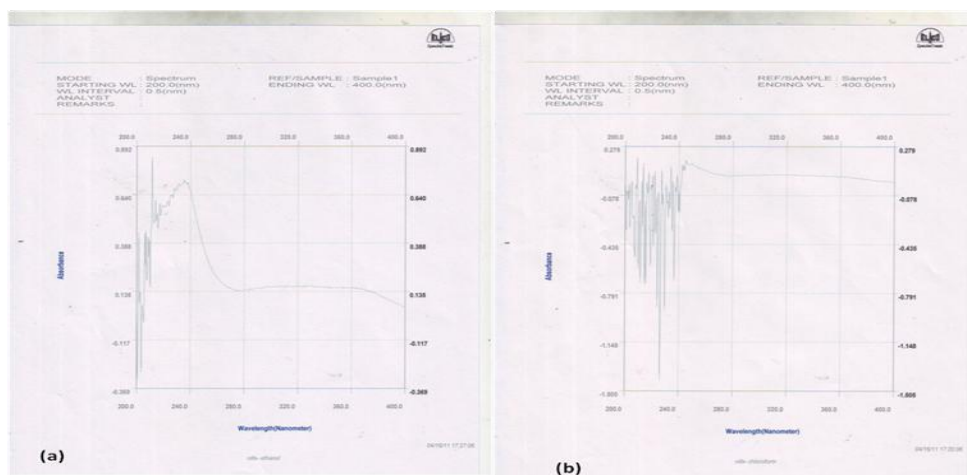 MODE : Spectrum REF/SAMPLE : Sample1
STARTING WL : 200.0(nm) ENDING WL : 400.0(nm)
WL INTERVAL : 0.5(nm)
ANALYST :
REMARKS :
200.0 240.0 280.0 320.0 360.0 400.0
0.892 0.892
0.640 0.640
0.388 0.388
0.135 0.135
-0.117 -0.117
-0.369 -0.369
200.0 240.0 280.0 320.0 360.0 400.0
Absorbance
Wavelength(Nanometer)
(a)
MODE : Spectrum REF/SAMPLE : Sample1
STARTING WL : 200.0(nm) ENDING WL : 400.0(nm)
WL INTERVAL : 0.5(nm)
ANALYST :
REMARKS :
200.0 240.0 280.0 320.0 360.0 400.0
0.279 0.279
-0.078 -0.078
-0.435 -0.435
-0.791 -0.791
-1.148 -1.148
200.0 240.0 280.0 320.0 360.0 400.0
Absorbance
Wavelength(Nanometer)
(b)